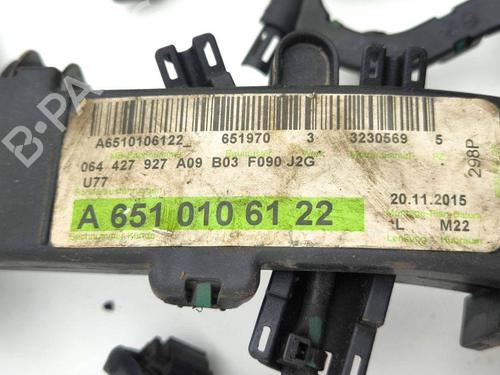 A6510106122_ 651970 3 3230569 5
064 427 927 A09 B03 F090 J2G
U77
298P
A 651 010 61 22
20.11.2015
L M22
B-PARTS